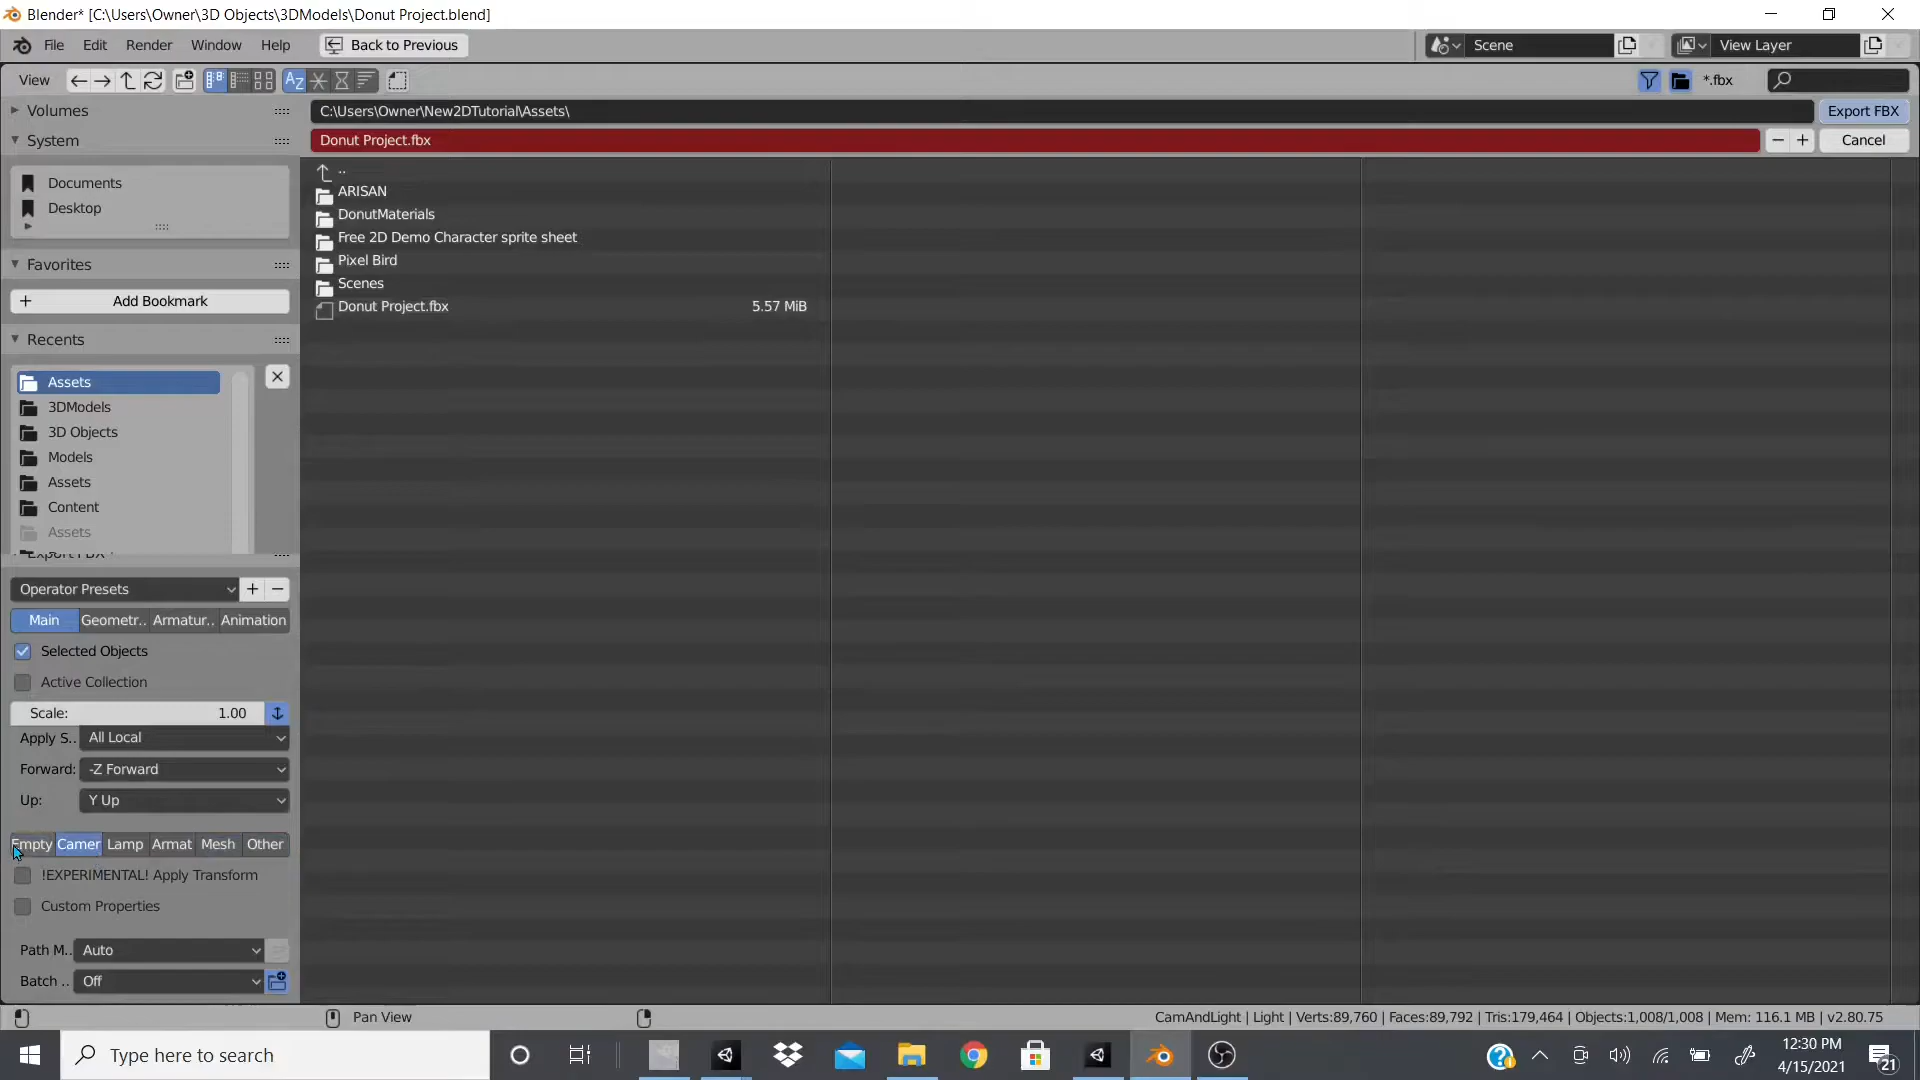 Blender* [C:\Users\Owner\3D Objects\3DModels\Donut Project.blend]
File Edit Render Window Help Back to Previous Scene View Layer
View *.fbx
Volumes
C:\Users\Owner\New2DTutorial\Assets\ Export FBX
System
Donut Project.fbx Cancel
Documents
Desktop
Favorites
Add Bookmark
Recents
Assets
3DModels
3D Objects
Models
Assets
Content
Assets
Export FBX
..
ARISAN
DonutMaterials
Free 2D Demo Character sprite sheet
Pixel Bird
Scenes
Donut Project.fbx 5.57 MiB
Operator Presets
Main Geometr.. Armatur.. Animation
Selected Objects
Active Collection
Scale: 1.00
Apply S.. All Local
Forward: -Z Forward
Up: Y Up
Empty Camer Lamp Armat Mesh Other
!EXPERIMENTAL! Apply Transform
Custom Properties
Path M.. Auto
Batch .. Off
Pan View CamAndLight | Light | Verts:89,760 | Faces:89,792 | Tris:179,464 | Objects:1,008/1,008 | Mem: 116.1 MB | v2.80.75
Type here to search
12:30 PM
4/15/2021
21